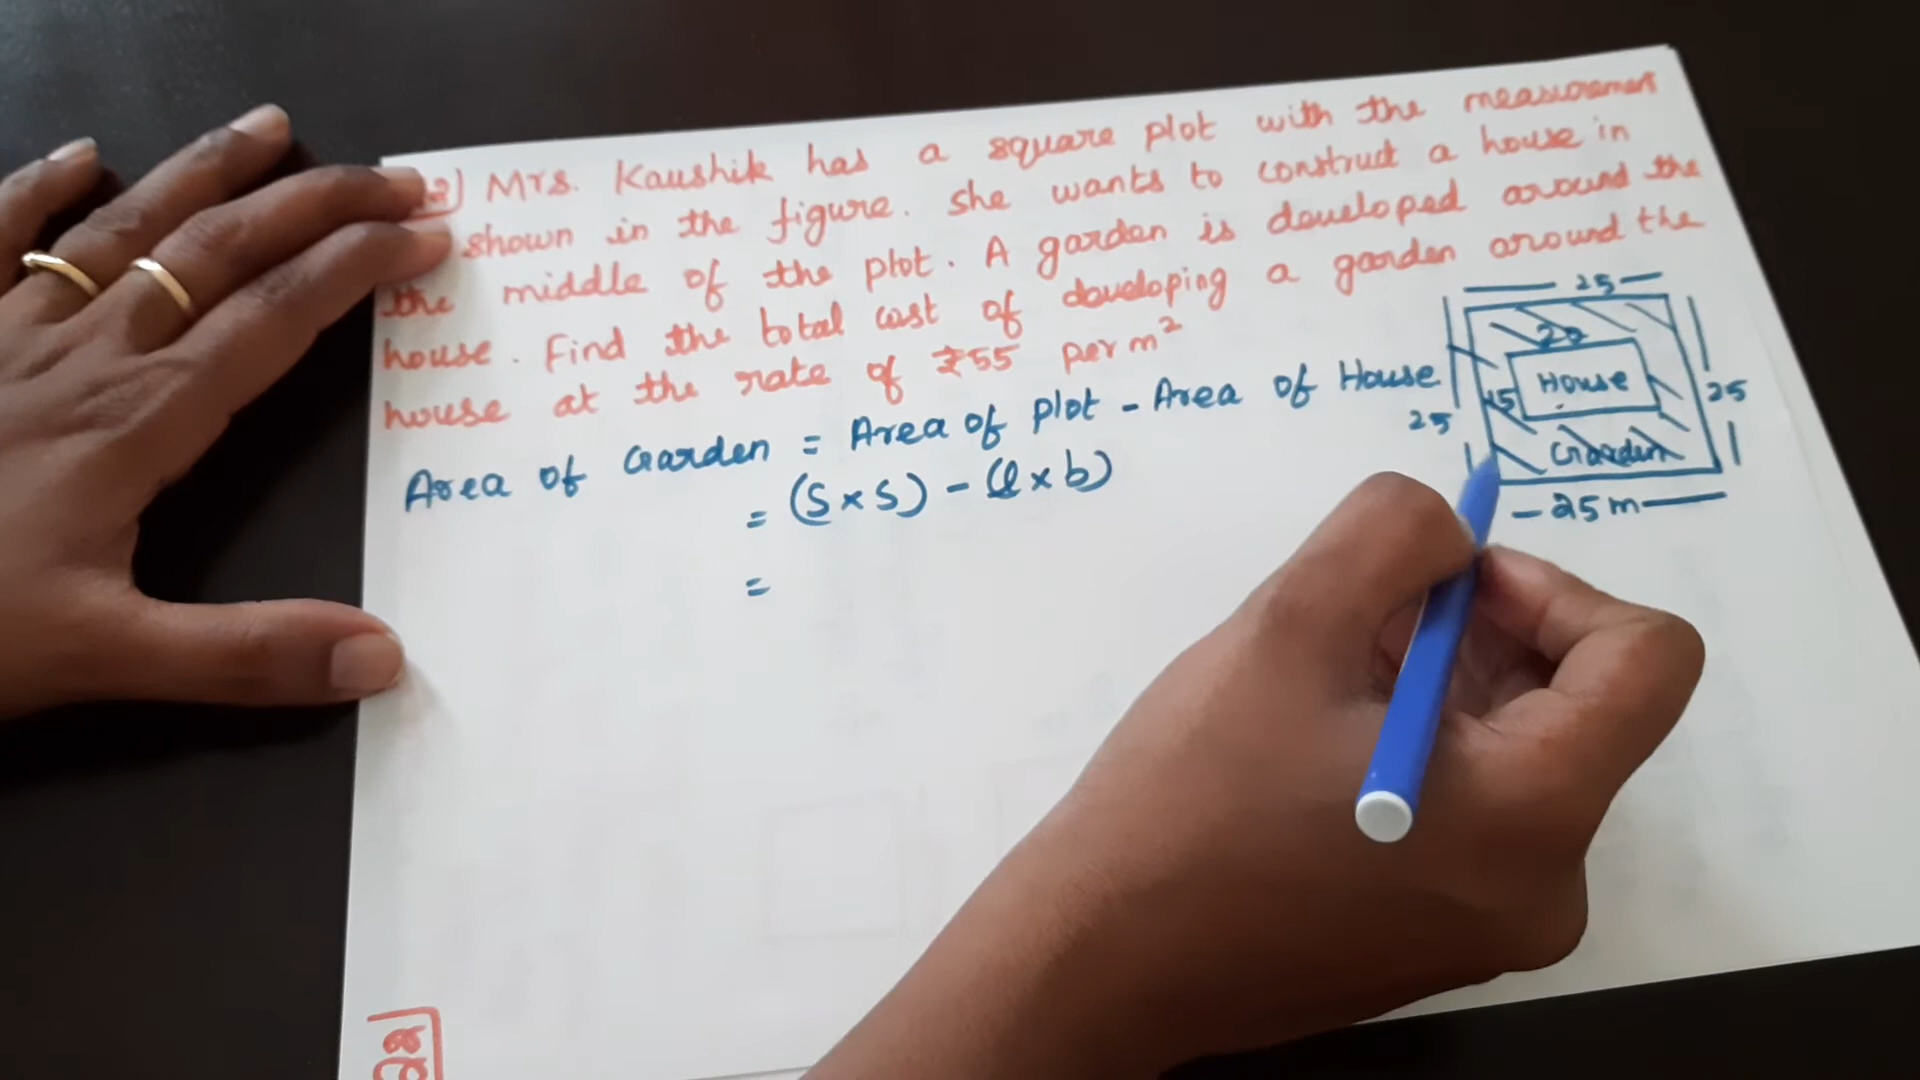 Mrs. Kaushik has a square plot with the measurement
shown in the figure. She wants to construct a house in
the middle of the plot. A garden is developed around the
house. Find the total cost of developing a garden around the
house at the rate of ₹55 per m²
Area of Garden = Area of plot - Area of House
= (S × S) - (l × b)
=
25
20
House
15
25
25
Garden
- 25 m